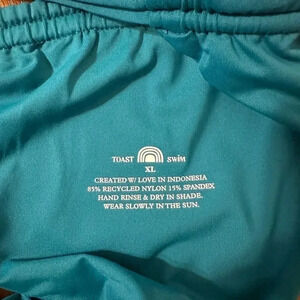 TOAST SWIM
XL
CREATED W/ LOVE IN INDONESIA
85% RECYCLED NYLON 15% SPANDEX
HAND RINSE & DRY IN SHADE.
WEAR SLOWLY IN THE SUN.